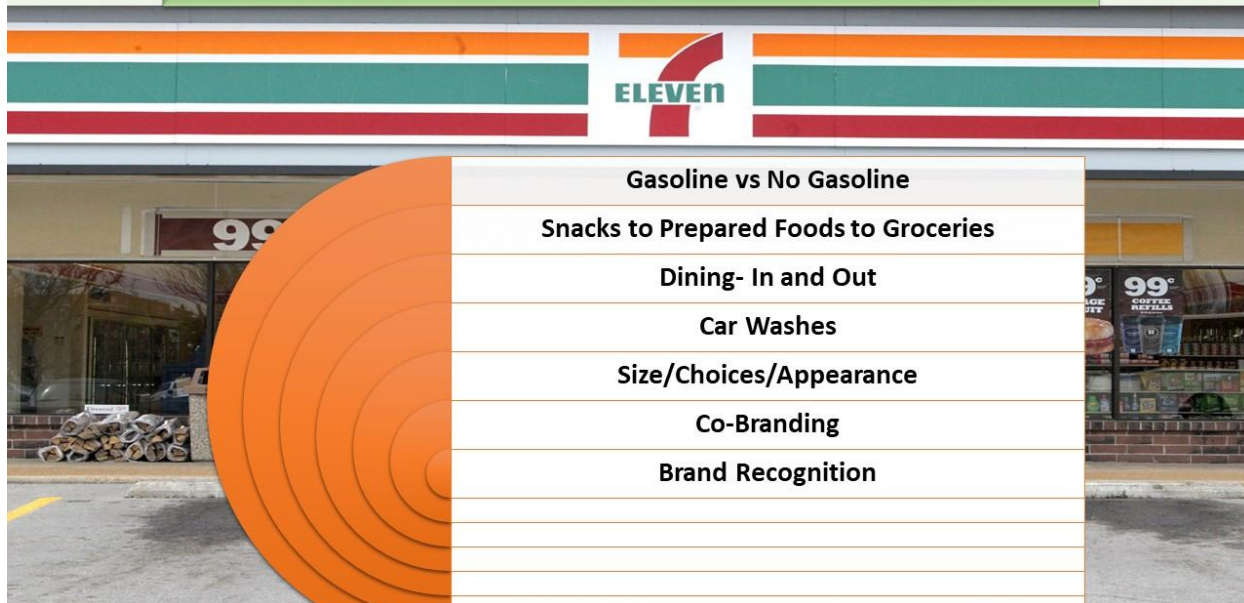 7
ELEVEn
99
Gasoline vs No Gasoline
Snacks to Prepared Foods to Groceries
Dining- In and Out
Car Washes
Size/Choices/Appearance
Co-Branding
Brand Recognition
99¢
COFFEE
REFILLS